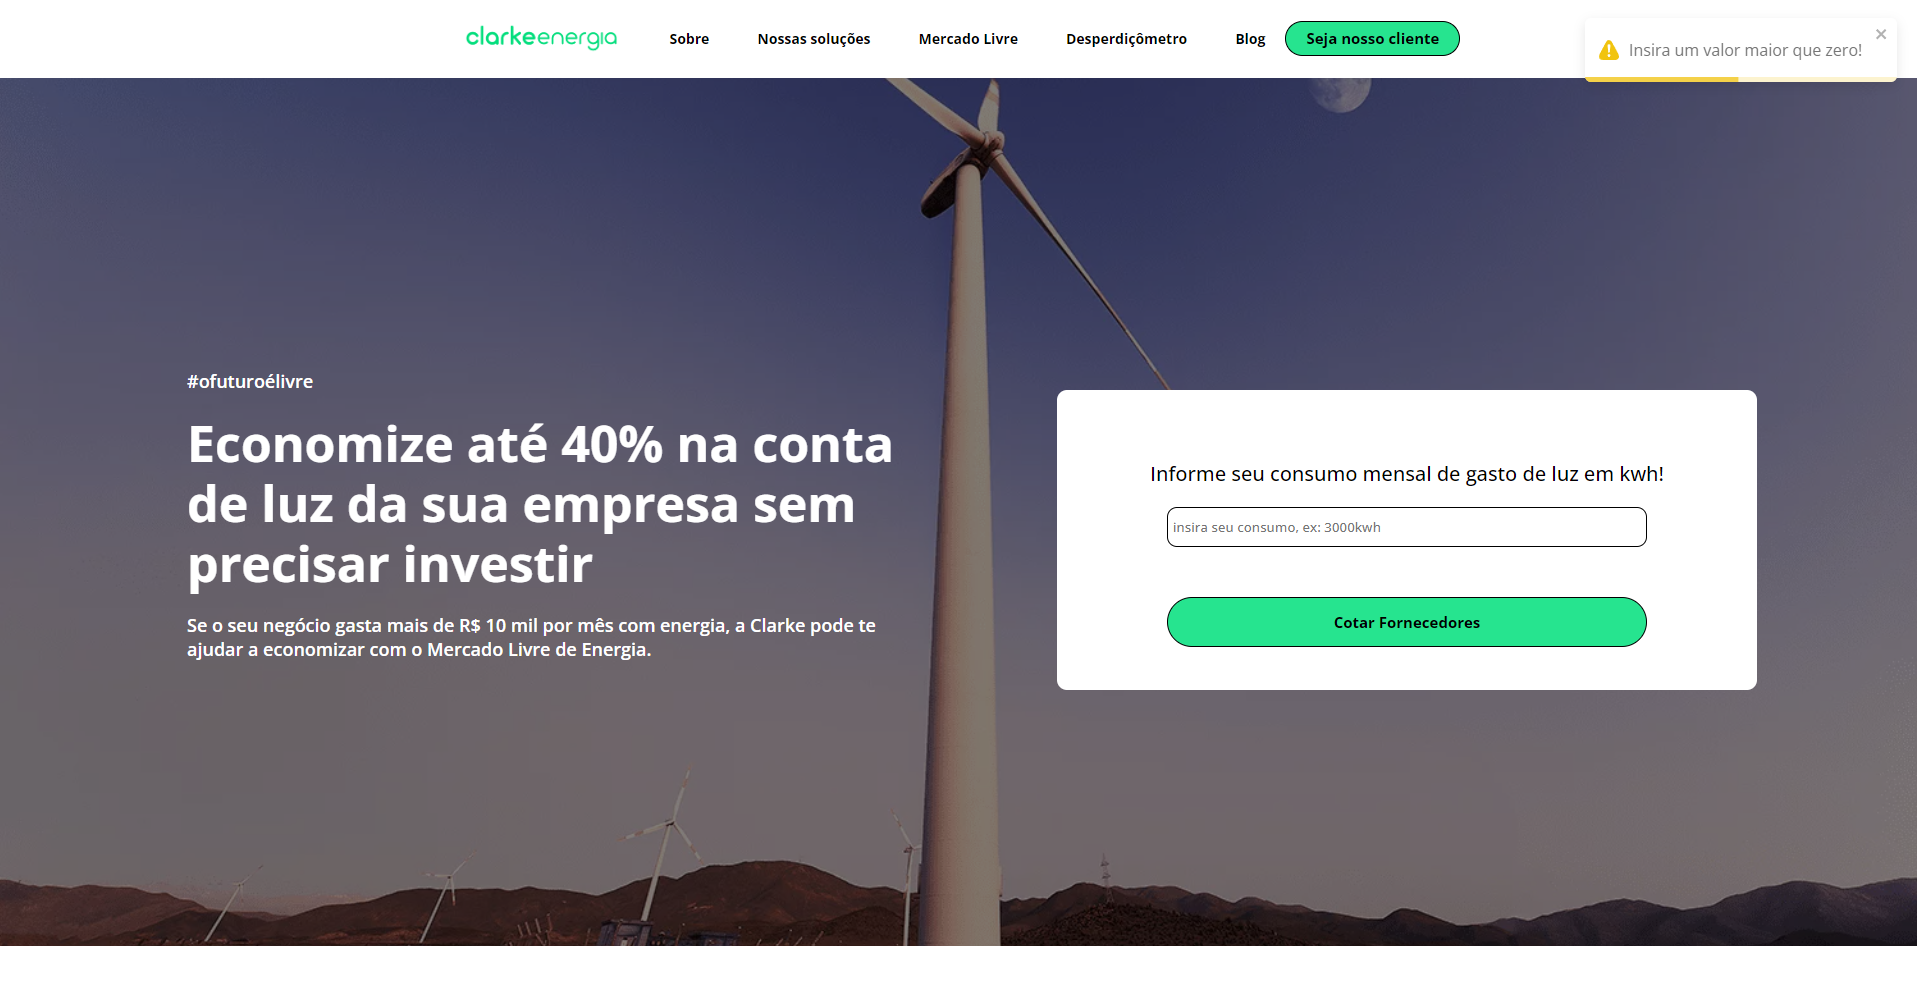 clarkeenergia
Sobre
Nossas soluções
Mercado Livre
Desperdiçômetro
Blog
Seja nosso cliente
Insira um valor maior que zero!
#ofuturoélivre
Economize até 40% na conta
de luz da sua empresa sem
precisar investir
Se o seu negócio gasta mais de R$ 10 mil por mês com energia, a Clarke pode te
ajudar a economizar com o Mercado Livre de Energia.
Informe seu consumo mensal de gasto de luz em kwh!
insira seu consumo, ex: 3000kwh
Cotar Fornecedores